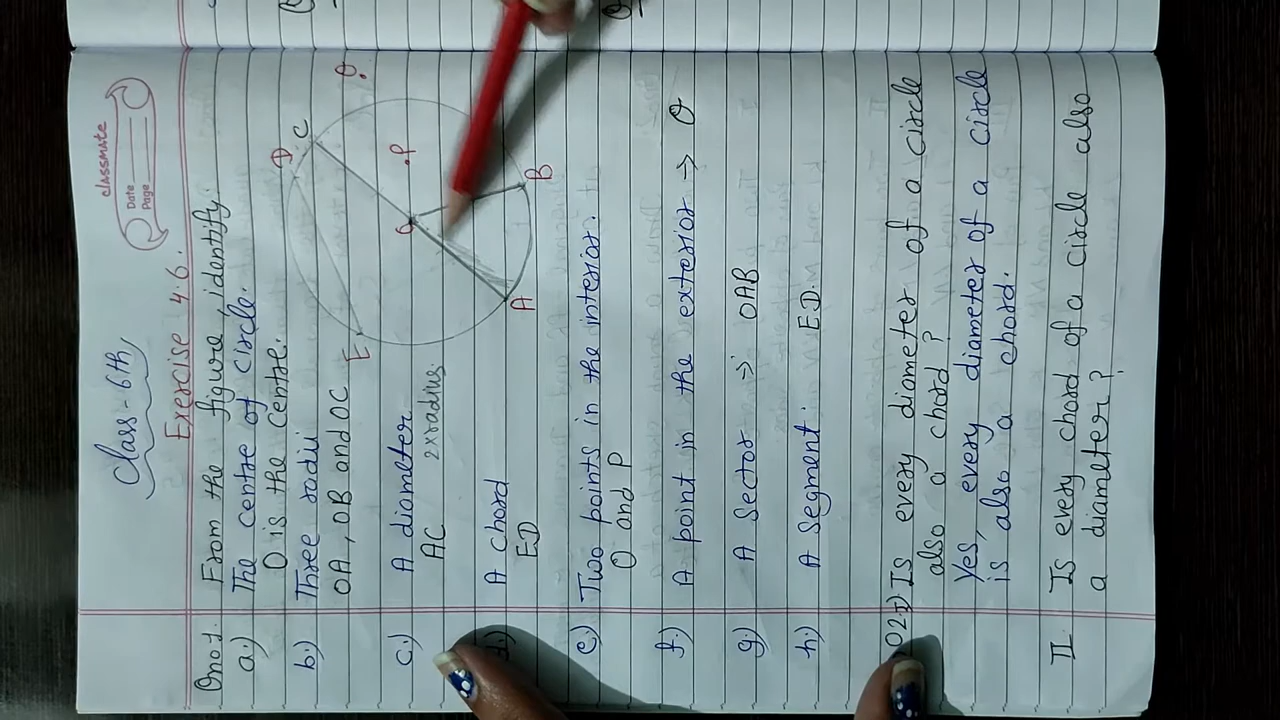 classmate
Date
Page
Class - 6th
Exercise 4.6.
Qno1. From the figure, identify:
a.) The centre of circle.
O is the Centre.
b) Three radii
OA, OB and OC
c.) A diameter
AC 2xradius
d.) A chord
ED
e.) Two points in the interior.
O and P
f.) A point in the exterior → Q
g) A Sector ⇒ OAB
h.) A Segment. ED.
D
C
Q
P
O
B
A
E
Q2.I) Is every diameter of a circle
also a chord?
Yes, every diameter of a circle
is also a chord.
II Is every chord of a circle also
a diameter?